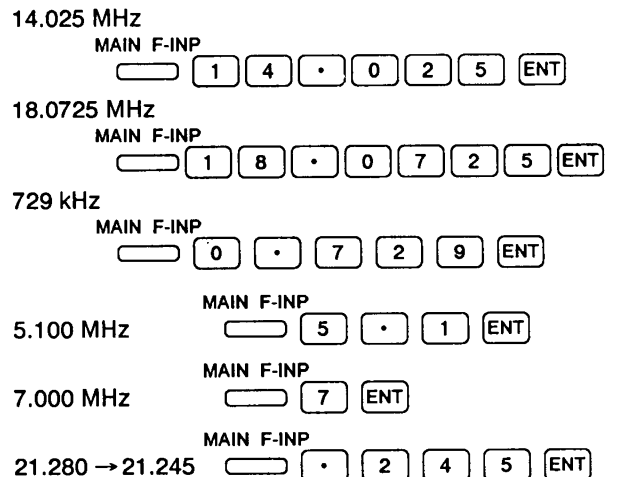 14.025 MHz
MAIN F-INP
1 4 · 0 2 5 ENT
18.0725 MHz
MAIN F-INP
1 8 · 0 7 2 5 ENT
729 kHz
MAIN F-INP
0 · 7 2 9 ENT
MAIN F-INP
5.100 MHz 5 · 1 ENT
MAIN F-INP
7.000 MHz 7 ENT
MAIN F-INP
21.280 → 21.245 · 2 4 5 ENT